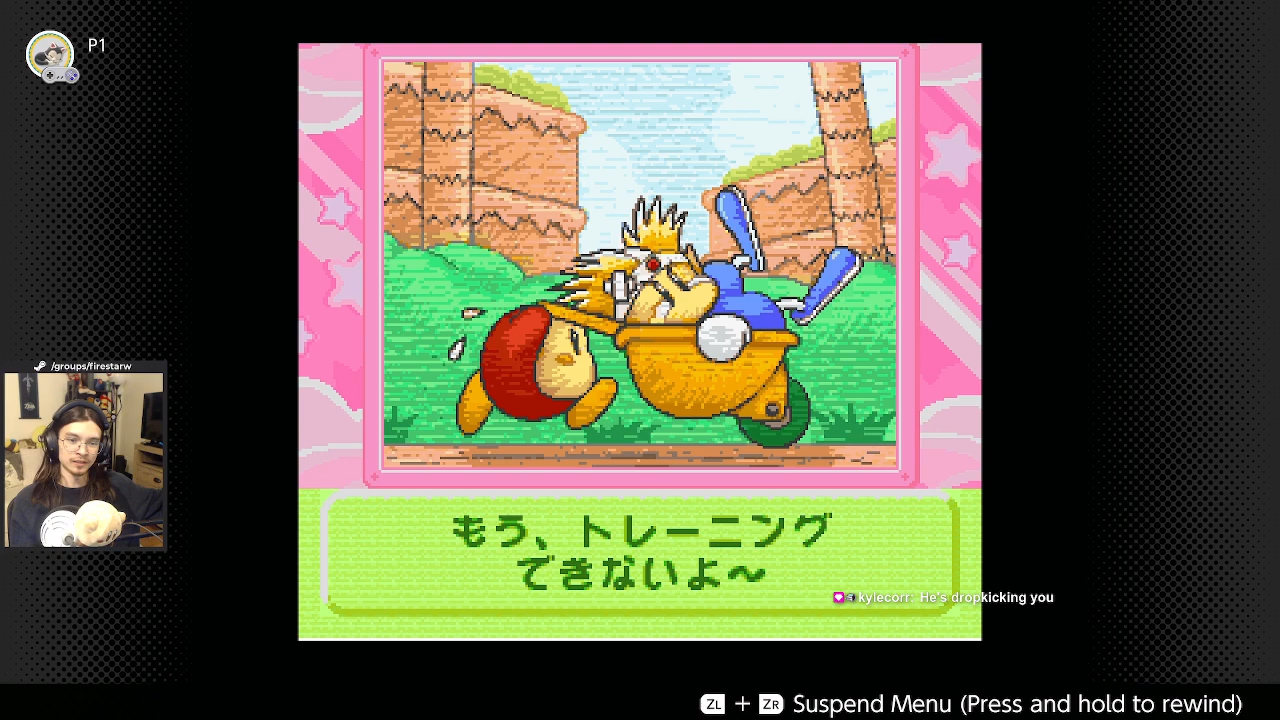 P1
/groups/firestarw
もう、トレーニング
できないよ～
kylecorr: He's dropkicking you
ZL + ZR Suspend Menu (Press and hold to rewind)